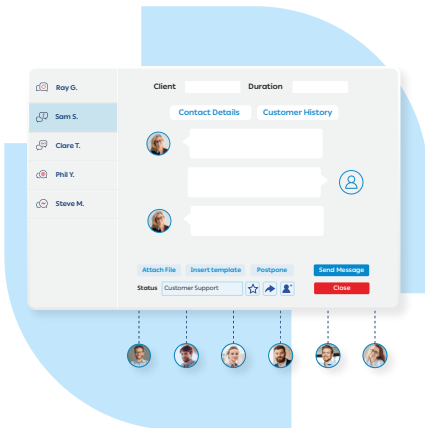 Roy G.
Sam S.
Clare T.
Phil Y.
Steve M.
Client
Duration
Contact Details
Customer History
Attach File
Insert template
Postpone
Send Message
Status
Customer Support
Close